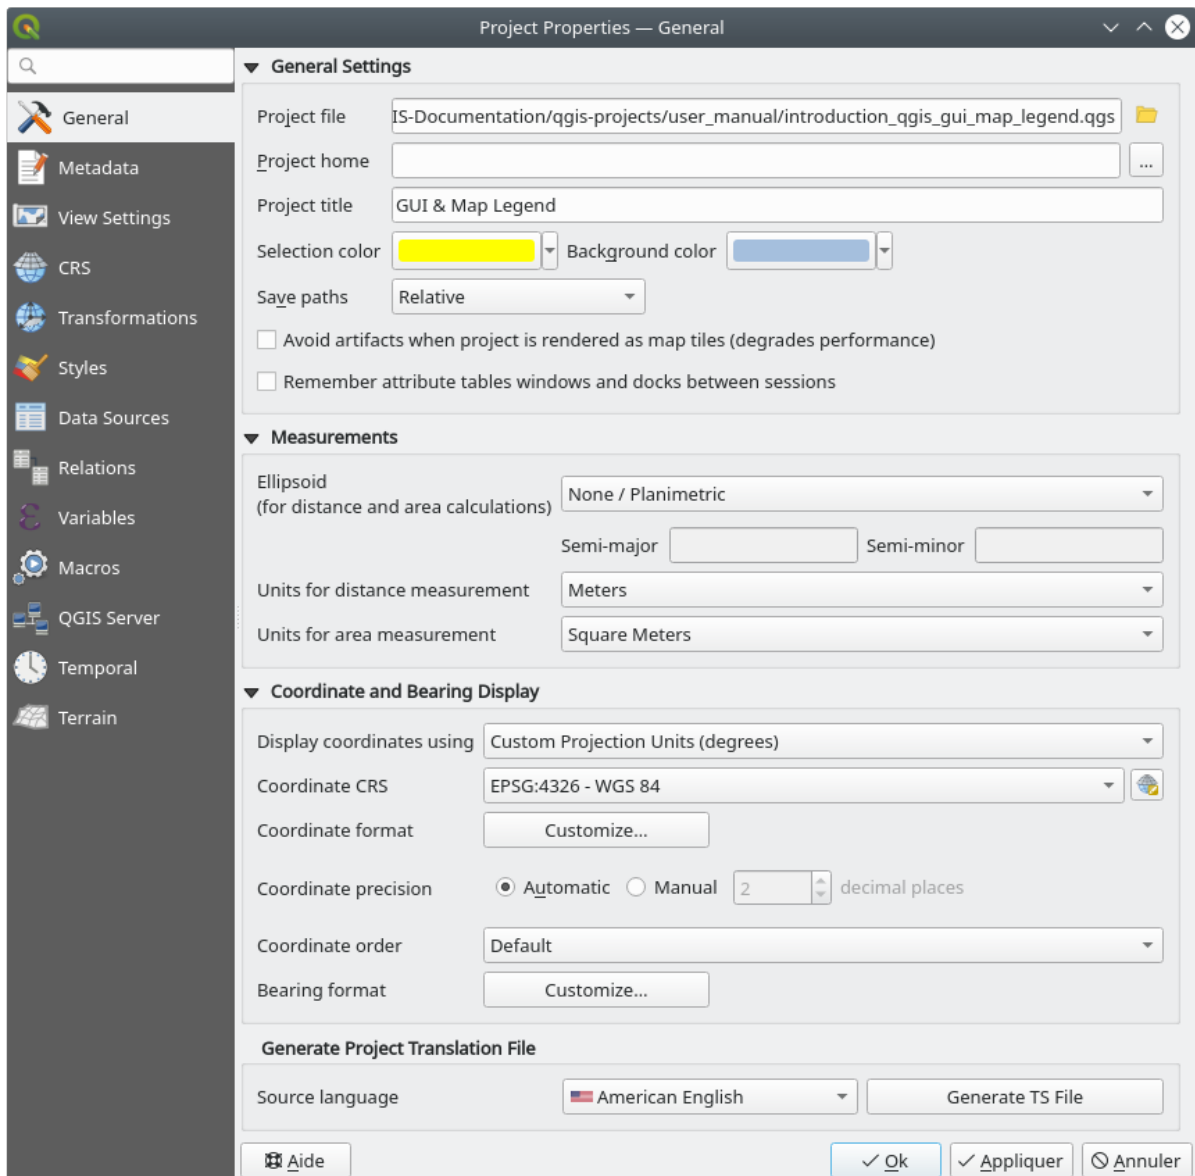 Project Properties — General
General
Metadata
View Settings
CRS
Transformations
Styles
Data Sources
Relations
Variables
Macros
QGIS Server
Temporal
Terrain
General Settings
Project file IS-Documentation/qgis-projects/user_manual/introduction_qgis_gui_map_legend.qgs
Project home ...
Project title GUI & Map Legend
Selection color Background color
Save paths Relative
Avoid artifacts when project is rendered as map tiles (degrades performance)
Remember attribute tables windows and docks between sessions
Measurements
Ellipsoid
(for distance and area calculations) None / Planimetric
Semi-major Semi-minor
Units for distance measurement Meters
Units for area measurement Square Meters
Coordinate and Bearing Display
Display coordinates using Custom Projection Units (degrees)
Coordinate CRS EPSG:4326 - WGS 84
Coordinate format Customize...
Coordinate precision Automatic Manual 2 decimal places
Coordinate order Default
Bearing format Customize...
Generate Project Translation File
Source language American English Generate TS File
Aide Ok Appliquer Annuler